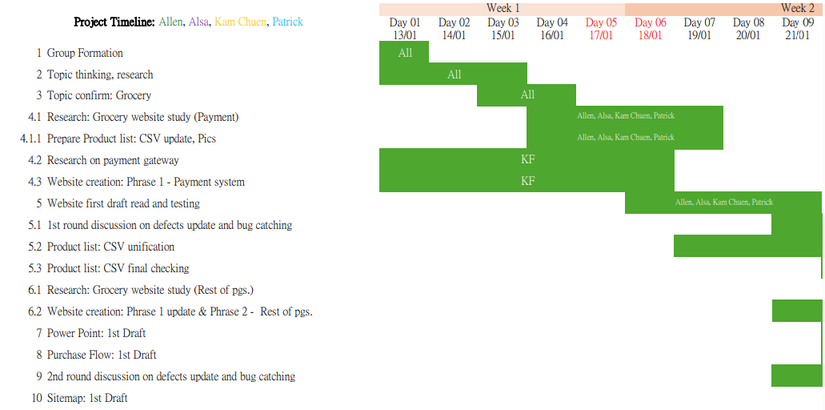 Project Timeline: Allen, Alsa, Kam Chuen, Patrick
Week 1 Week 2
Day 01 Day 02 Day 03 Day 04 Day 05 Day 06 Day 07 Day 08 Day 09
13/01 14/01 15/01 16/01 17/01 18/01 19/01 20/01 21/01
1 Group Formation All
2 Topic thinking, research All
3 Topic confirm: Grocery All
4.1 Research: Grocery website study (Payment) Allen, Alsa, Kam Chuen, Patrick
4.1.1 Prepare Product list: CSV update, Pics Allen, Alsa, Kam Chuen, Patrick
4.2 Research on payment gateway KF
4.3 Website creation: Phrase 1 - Payment system KF
5 Website first draft read and testing Allen, Alsa, Kam Chuen, Patrick
5.1 1st round discussion on defects update and bug catching
5.2 Product list: CSV unification
5.3 Product list: CSV final checking
6.1 Research: Grocery website study (Rest of pgs.)
6.2 Website creation: Phrase 1 update & Phrase 2 - Rest of pgs.
7 Power Point: 1st Draft
8 Purchase Flow: 1st Draft
9 2nd round discussion on defects update and bug catching
10 Sitemap: 1st Draft